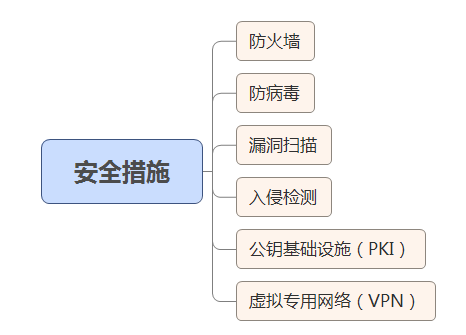 安全措施
防火墙
防病毒
漏洞扫描
入侵检测
公钥基础设施（PKI）
虚拟专用网络（VPN）